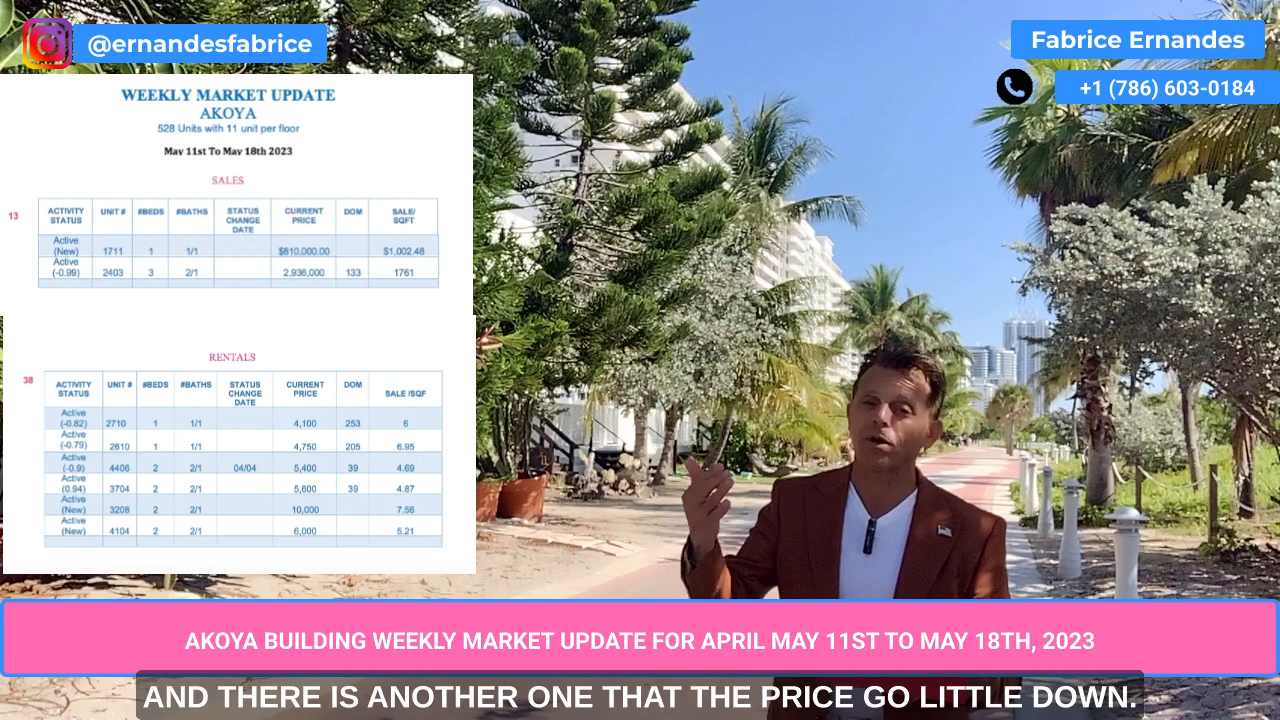 @ernandesfabrice
Fabrice Ernandes
+1 (786) 603-0184
WEEKLY MARKET UPDATE
AKOYA
528 Units with 11 unit per floor
May 11st To May 18th 2023
SALES
13
ACTIVITY STATUS UNIT # #BEDS #BATHS STATUS CHANGE DATE CURRENT PRICE DOM SALE/ SQFT
Active (New) 1711 1 1/1 $810,000.00 $1,002.48
Active (-0.99) 2403 3 2/1 2,936,000 133 1761
RENTALS
38
ACTIVITY STATUS UNIT # #BEDS #BATHS STATUS CHANGE DATE CURRENT PRICE DOM SALE /SQF
Active (-0.82) 2710 1 1/1 4,100 253 6
Active (-0.79) 2610 1 1/1 4,750 205 6.95
Active (-0.9) 4406 2 2/1 04/04 5,400 39 4.69
Active (0.94) 3704 2 2/1 5,600 39 4.87
Active (New) 3208 2 2/1 10,000 7.56
Active (New) 4104 2 2/1 6,000 5.21
AKOYA BUILDING WEEKLY MARKET UPDATE FOR APRIL MAY 11ST TO MAY 18TH, 2023
AND THERE IS ANOTHER ONE THAT THE PRICE GO LITTLE DOWN.